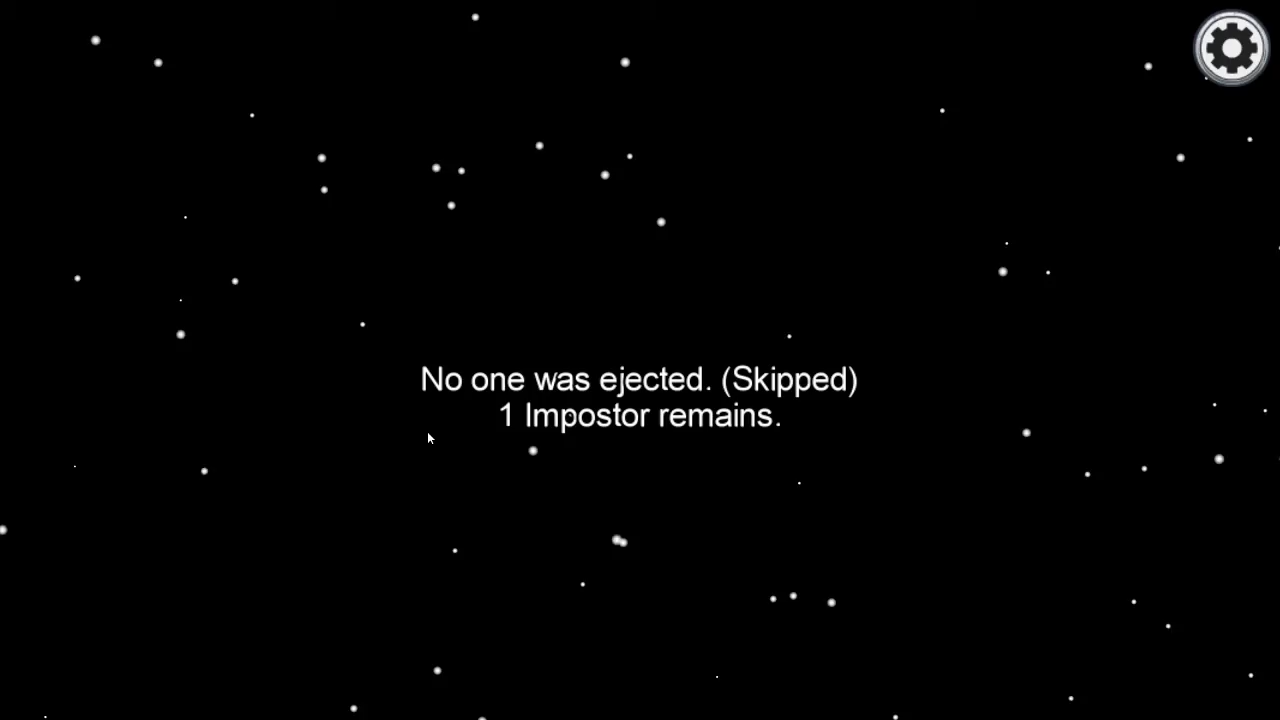 No one was ejected. (Skipped)
1 Impostor remains.